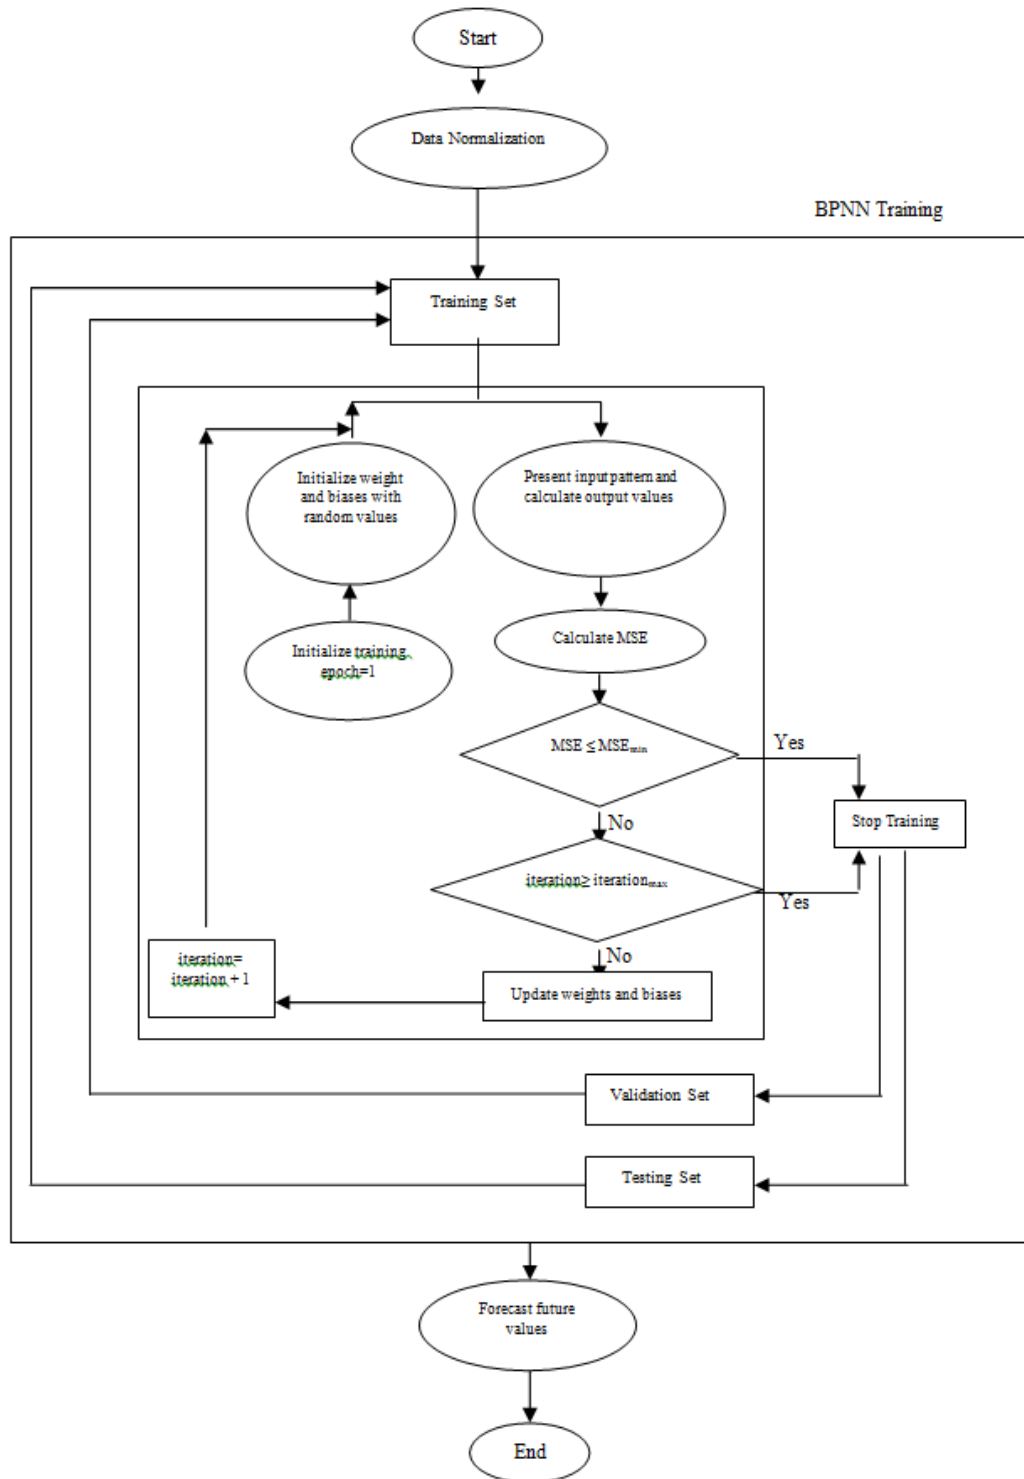 Start
Data Normalization
BPNN Training
Training Set
Initialize weight
and biases with
random values
Present input pattern and
calculate output values
Initialize training
epoch=1
Calculate MSE
MSE ≤ MSEmin
Yes
Stop Training
No
iteration≥ iterationmax
Yes
No
iteration=
iteration + 1
Update weights and biases
Validation Set
Testing Set
Forecast future
values
End